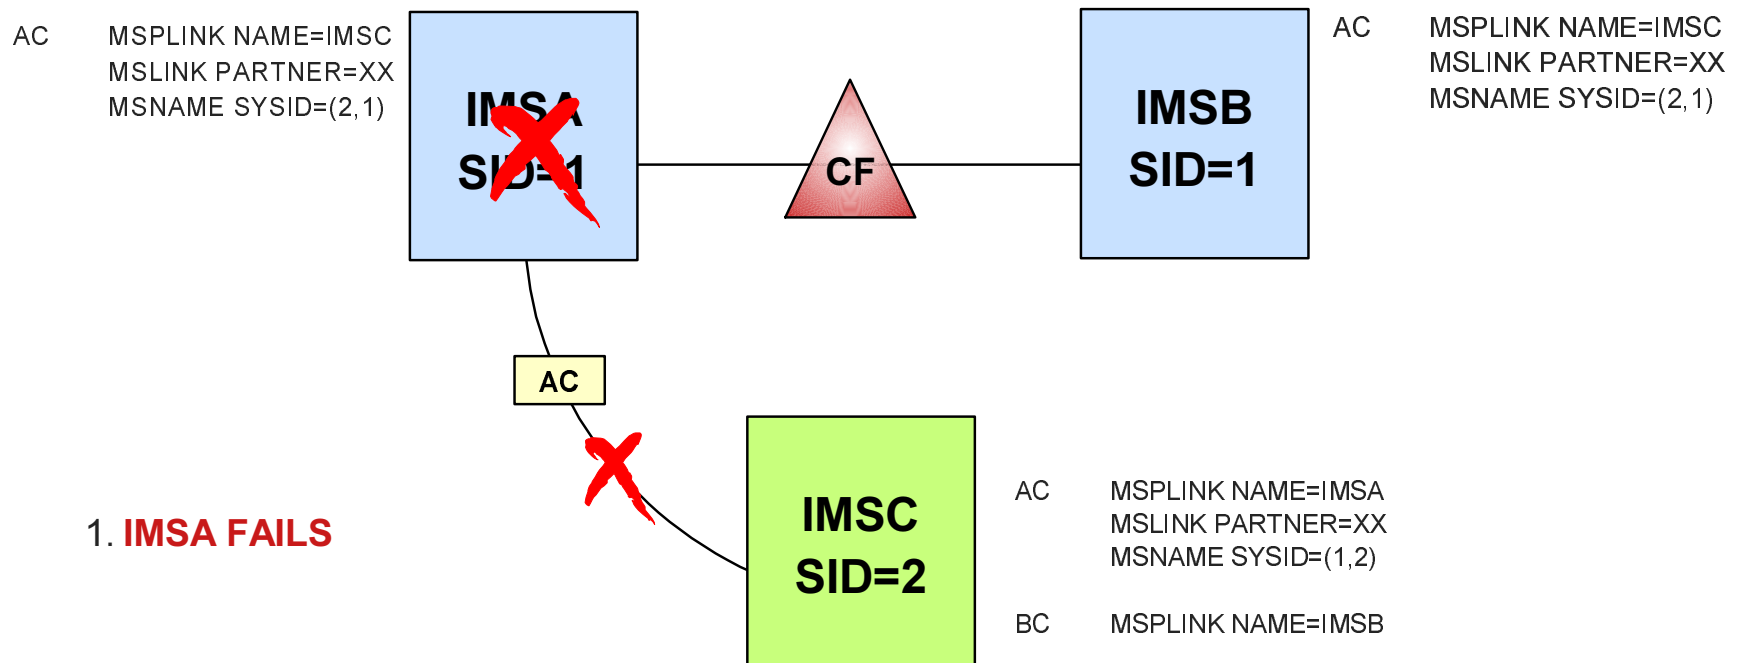 AC MSPLINK NAME=IMSC
MSLINK PARTNER=XX
MSNAME SYSID=(2,1)
IMSA
SID=1
CF
IMSB
SID=1
AC MSPLINK NAME=IMSC
MSLINK PARTNER=XX
MSNAME SYSID=(2,1)
AC
1. IMSA FAILS
IMSC
SID=2
AC MSPLINK NAME=IMSA
MSLINK PARTNER=XX
MSNAME SYSID=(1,2)
BC MSPLINK NAME=IMSB